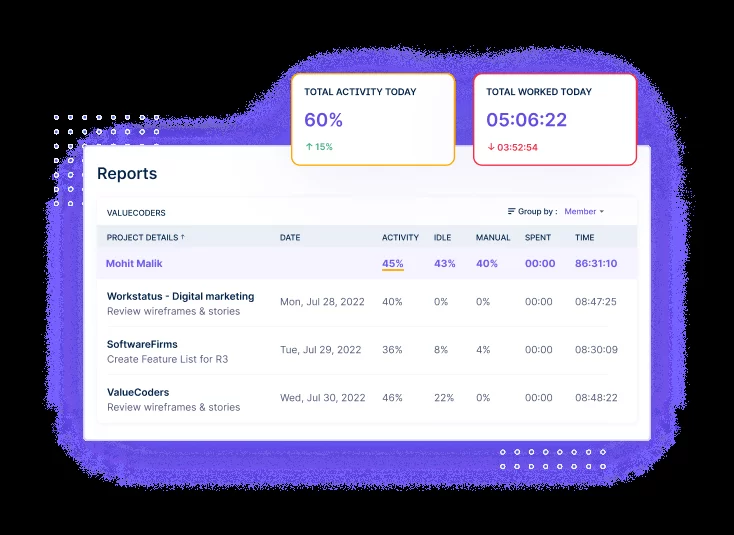 TOTAL ACTIVITY TODAY
60%
↑ 15%
TOTAL WORKED TODAY
05:06:22
↓ 03:52:54
Reports
VALUECODERS
Group by : Member
PROJECT DETAILS ↑ DATE ACTIVITY IDLE MANUAL SPENT TIME
Mohit Malik 45% 43% 40% 00:00 86:31:10
Workstatus - Digital marketing
Review wireframes & stories
Mon, Jul 28, 2022 40% 0% 0% 00:00 08:47:25
SoftwareFirms
Create Feature List for R3
Tue, Jul 29, 2022 36% 8% 4% 00:00 08:30:09
ValueCoders
Review wireframes & stories
Wed, Jul 30, 2022 46% 22% 0% 00:00 08:48:22